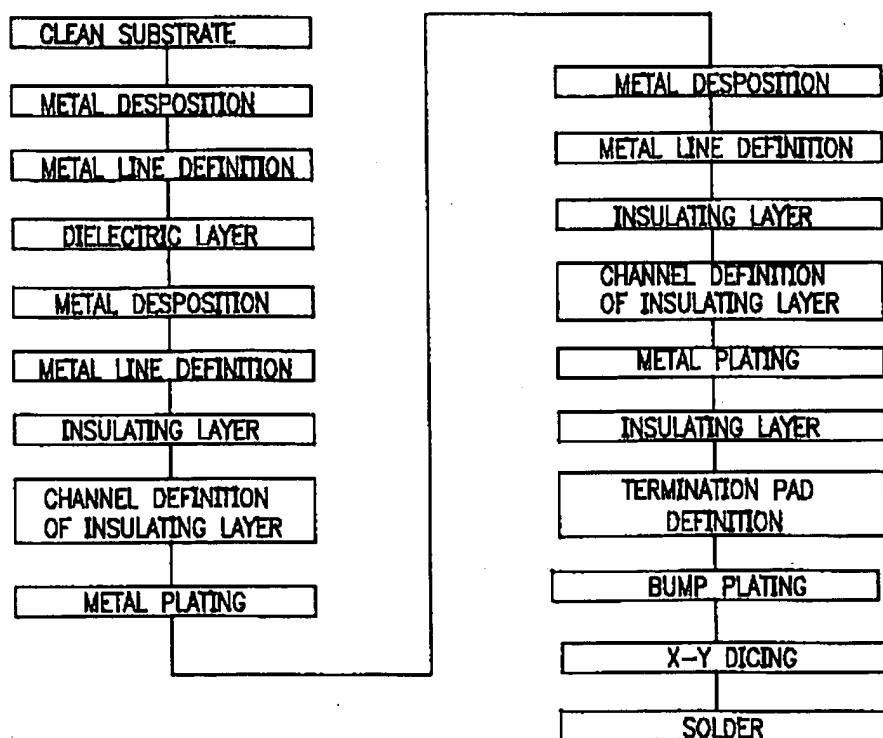 CLEAN SUBSTRATE
METAL DESPOSITION
METAL LINE DEFINITION
DIELECTRIC LAYER
METAL DESPOSITION
METAL LINE DEFINITION
INSULATING LAYER
CHANNEL DEFINITION
OF INSULATING LAYER
METAL PLATING
METAL DESPOSITION
METAL LINE DEFINITION
INSULATING LAYER
CHANNEL DEFINITION
OF INSULATING LAYER
METAL PLATING
INSULATING LAYER
TERMINATION PAD
DEFINITION
BUMP PLATING
X-Y DICING
SOLDER